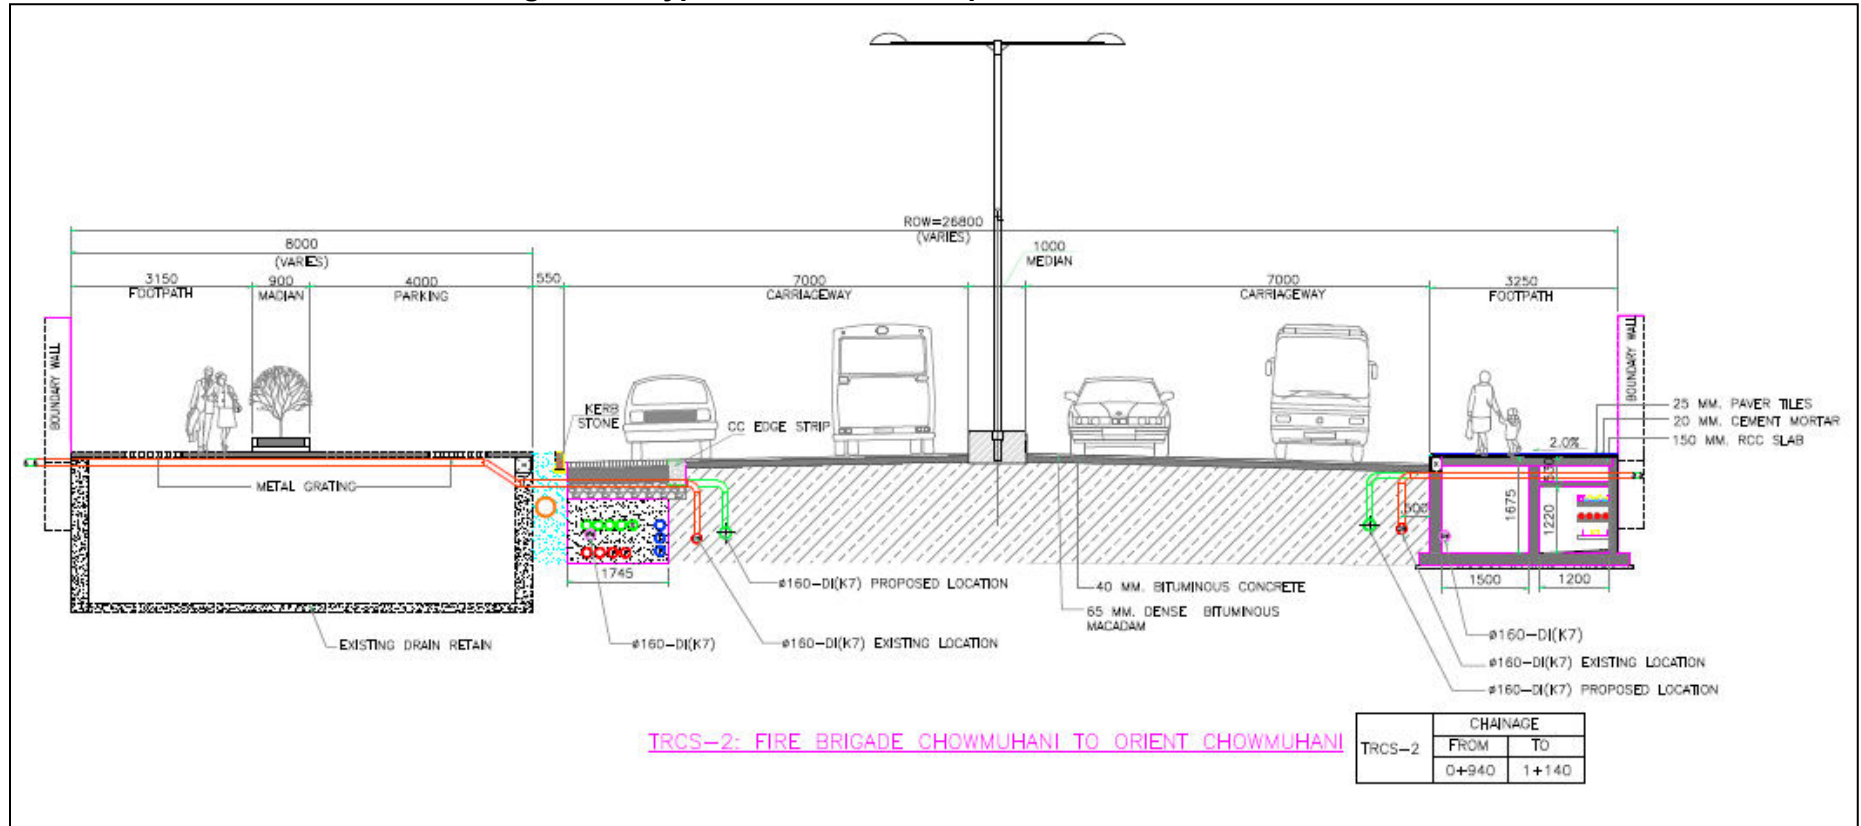 ROW=26800
(VARIES)
8000
(VARIES)
1000
MEDIAN
3150
FOOTPATH
900
MADIAN
4000
PARKING
550
7000
CARRIAGEWAY
7000
CARRIAGEWAY
3250
FOOTPATH
BOUNDARY WALL
BOUNDARY WALL
KERB
STONE
CC EDGE STRIP
25 MM. PAVER TILES
20 MM. CEMENT MORTAR
150 MM. RCC SLAB
2.0%
METAL GRATING
500
1675
1220
1745
1500
1200
ø160-DI(K7) PROPOSED LOCATION
40 MM. BITUMINOUS CONCRETE
65 MM. DENSE BITUMINOUS
MACADAM
EXISTING DRAIN RETAIN
ø160-DI(K7)
ø160-DI(K7) EXISTING LOCATION
ø160-DI(K7)
ø160-DI(K7) EXISTING LOCATION
ø160-DI(K7) PROPOSED LOCATION
TRCS-2: FIRE BRIGADE CHOWMUHANI TO ORIENT CHOWMUHANI
TRCS-2
CHAINAGE
FROM TO
0+940 1+140